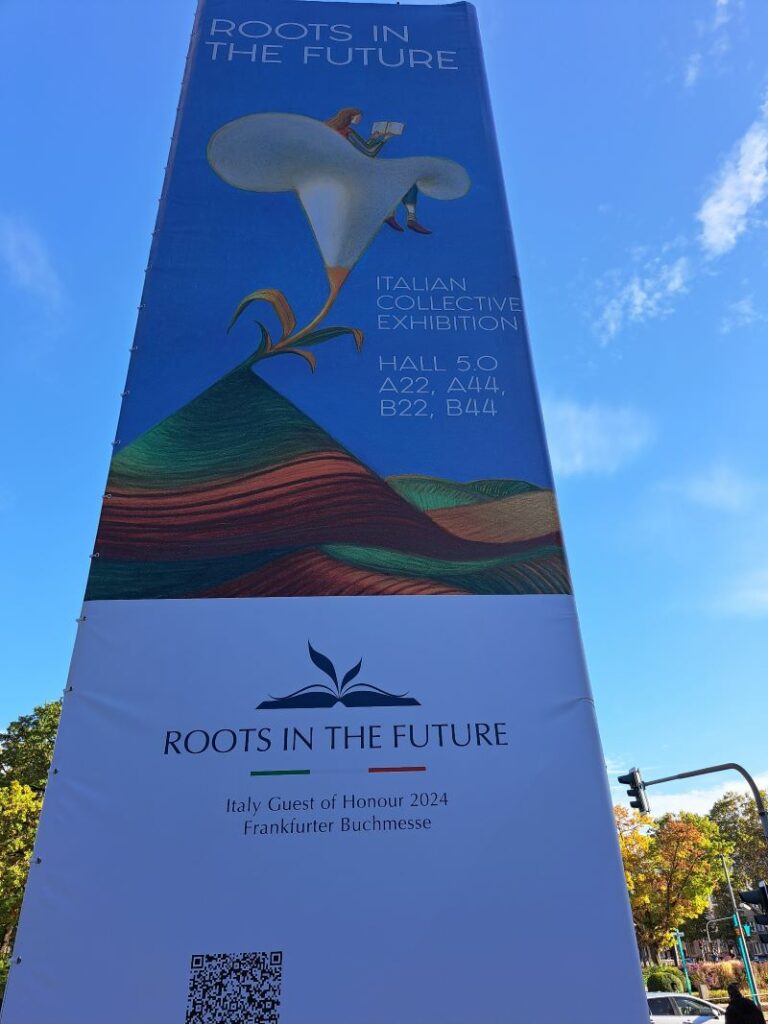 ROOTS IN
THE FUTURE
ITALIAN
COLLECTIVE
EXHIBITION
HALL 5.0
A22, A44,
B22, B44
ROOTS IN THE FUTURE
Italy Guest of Honour 2024
Frankfurter Buchmesse